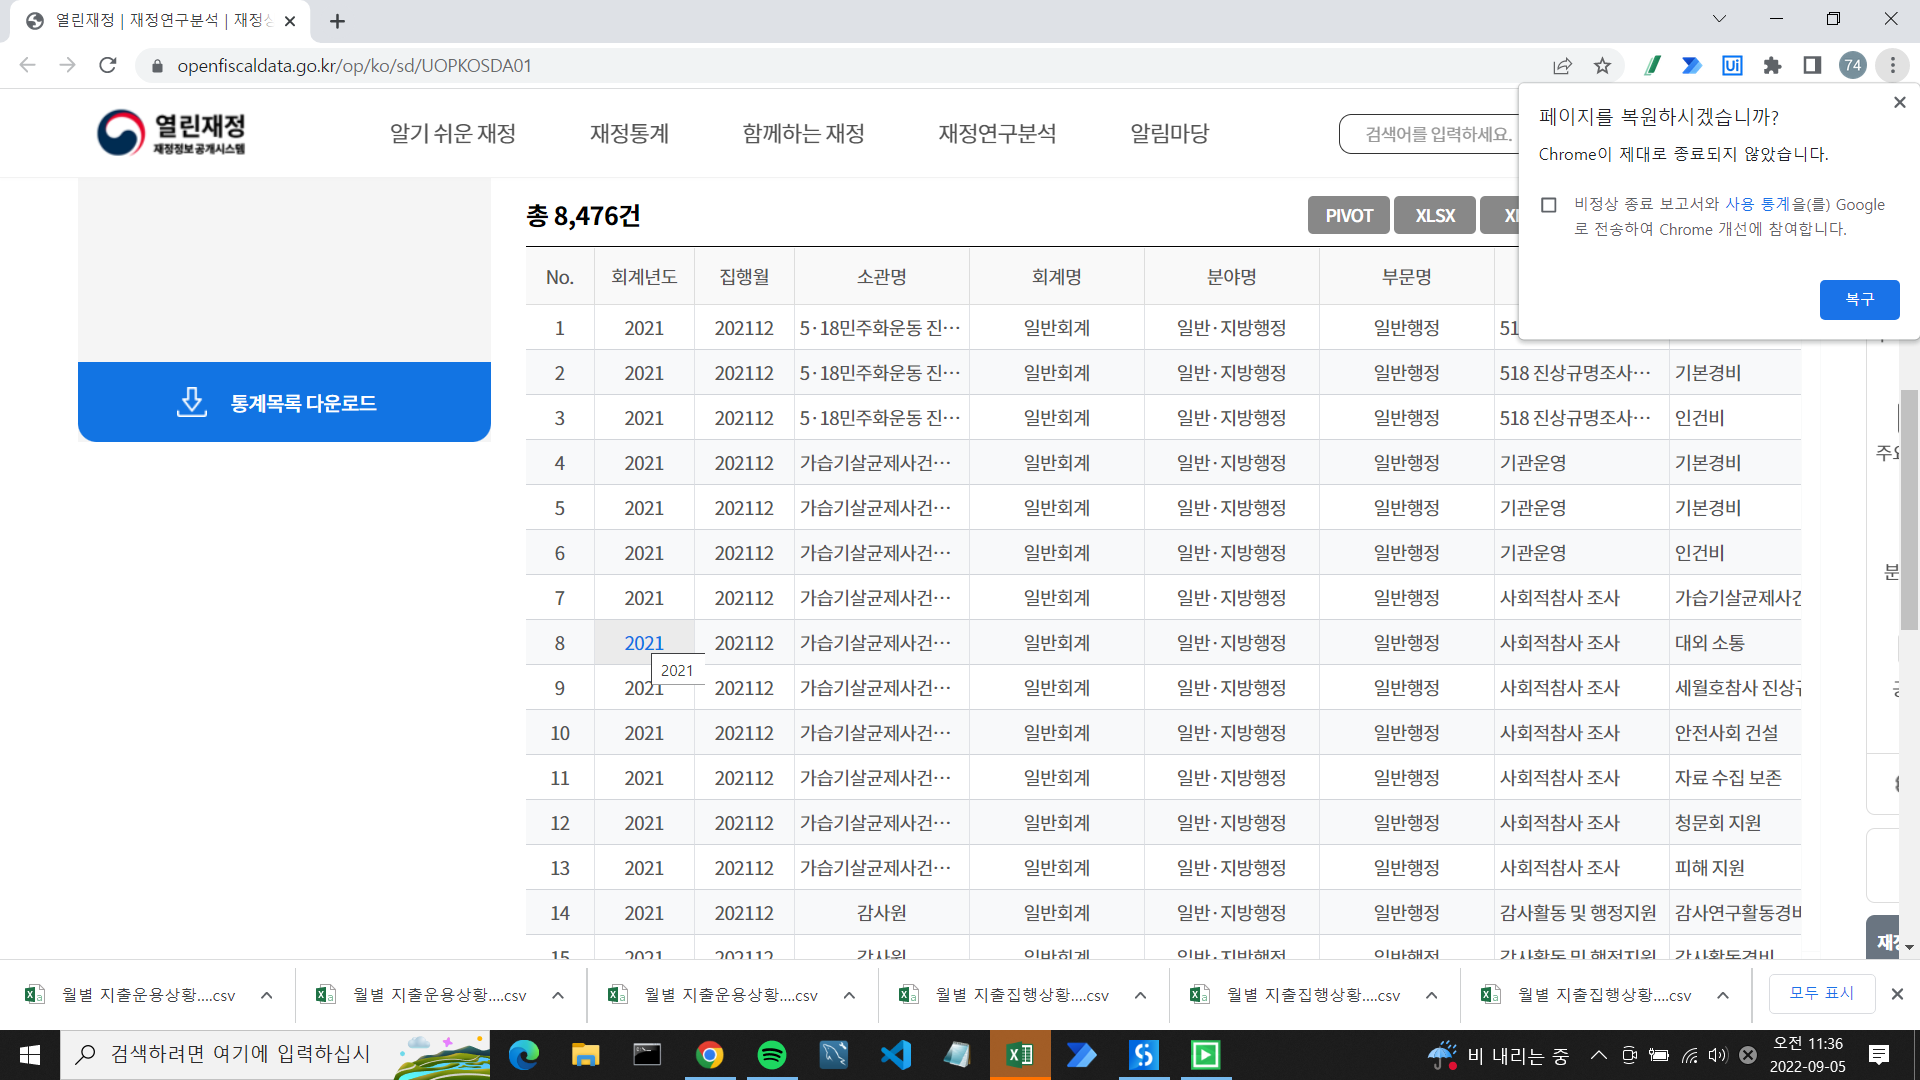 열린재정 | 재정연구분석 | 재정상
openfiscaldata.go.kr/op/ko/sd/UOPKOSDA01
74
열린재정
재정정보공개시스템
알기 쉬운 재정
재정통계
함께하는 재정
재정연구분석
알림마당
검색어를 입력하세요.
페이지를 복원하시겠습니까?
Chrome이 제대로 종료되지 않았습니다.
비정상 종료 보고서와 사용 통계을(를) Google
로 전송하여 Chrome 개선에 참여합니다.
복구
통계목록 다운로드
총 8,476건
PIVOT XLSX
No. 회계년도 집행월 소관명 회계명 분야명 부문명
1 2021 202112 5·18민주화운동 진… 일반회계 일반·지방행정 일반행정 51
2 2021 202112 5·18민주화운동 진… 일반회계 일반·지방행정 일반행정 518 진상규명조사… 기본경비
3 2021 202112 5·18민주화운동 진… 일반회계 일반·지방행정 일반행정 518 진상규명조사… 인건비
4 2021 202112 가습기살균제사건… 일반회계 일반·지방행정 일반행정 기관운영 기본경비
5 2021 202112 가습기살균제사건… 일반회계 일반·지방행정 일반행정 기관운영 기본경비
6 2021 202112 가습기살균제사건… 일반회계 일반·지방행정 일반행정 기관운영 인건비
7 2021 202112 가습기살균제사건… 일반회계 일반·지방행정 일반행정 사회적참사 조사 가습기살균제사건
8 2021 202112 가습기살균제사건… 일반회계 일반·지방행정 일반행정 사회적참사 조사 대외 소통
2021
9 2021 202112 가습기살균제사건… 일반회계 일반·지방행정 일반행정 사회적참사 조사 세월호참사 진상규
10 2021 202112 가습기살균제사건… 일반회계 일반·지방행정 일반행정 사회적참사 조사 안전사회 건설
11 2021 202112 가습기살균제사건… 일반회계 일반·지방행정 일반행정 사회적참사 조사 자료 수집 보존
12 2021 202112 가습기살균제사건… 일반회계 일반·지방행정 일반행정 사회적참사 조사 청문회 지원
13 2021 202112 가습기살균제사건… 일반회계 일반·지방행정 일반행정 사회적참사 조사 피해 지원
14 2021 202112 감사원 일반회계 일반·지방행정 일반행정 감사활동 및 행정지원 감사연구활동경비
15 2021 202112 감사원 일반회계 일반·지방행정 일반행정 감사활동 및 행정지원 감사활동경비
월별 지출운용상황....csv
월별 지출운용상황....csv
월별 지출운용상황....csv
월별 지출집행상황....csv
월별 지출집행상황....csv
월별 지출집행상황....csv
모두 표시
검색하려면 여기에 입력하십시
비 내리는 중
오전 11:36
2022-09-05